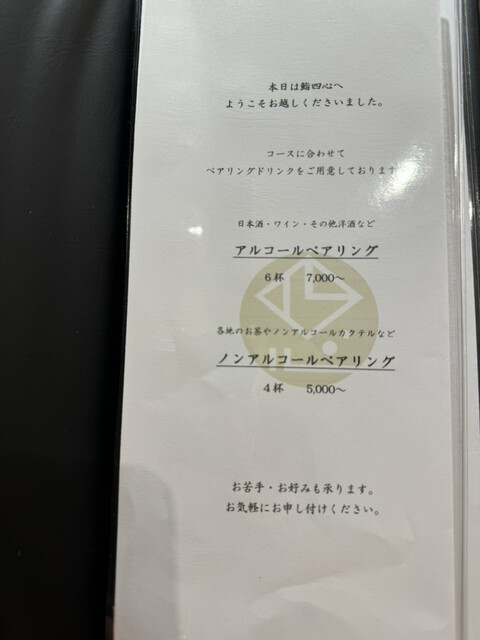 本日は鮨四心へ
ようこそお越しくださいました。
コースに合わせて
ペアリングドリンクをご用意しております
日本酒・ワイン・その他洋酒など
アルコールペアリング
6杯 7,000〜
各地のお茶やノンアルコールカクテルなど
ノンアルコールペアリング
4杯 5,000〜
お苦手・お好みも承ります。
お気軽にお申し付けください。